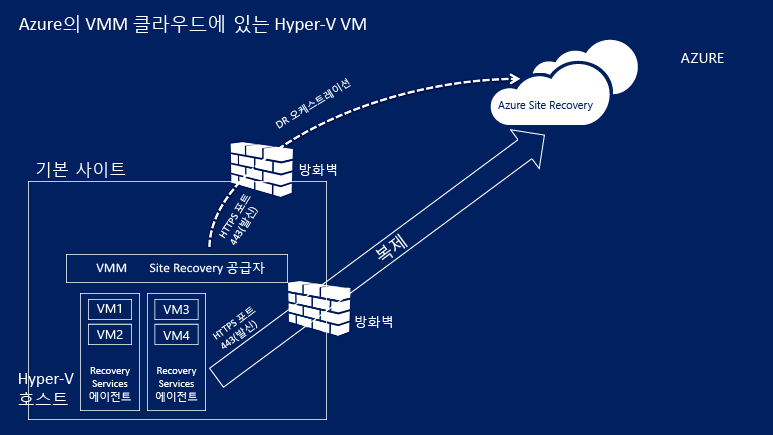 Azure의 VMM 클라우드에 있는 Hyper-V VM
AZURE
Azure Site Recovery
DR 오케스트레이션
방화벽
기본 사이트
HTTPS 포트
443(발신)
복제
VMM Site Recovery 공급자
방화벽
VM1
VM2
VM3
VM4
HTTPS 포트
443(발신)
Recovery
Services
에이전트
Recovery
Services
에이전트
Hyper-V
호스트